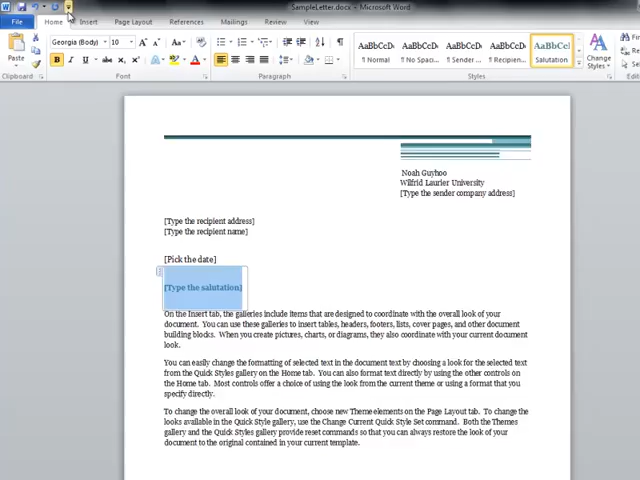 SampleLetter.docx - Microsoft Word
File Home Insert Page Layout References Mailings Review View
Georgia (Body) 10
Paste
AaBbCcDc AaBbCcDc AaBbCcDc AaBbCcDc
¶ Normal ¶ No Spaci... ¶ Sender ... ¶ Recipien... Salutation
Change
Styles
Clipboard Font Paragraph Styles
Noah Guyhoo
Wilfrid Laurier University
[Type the sender company address]
[Type the recipient address]
[Type the recipient name]
[Pick the date]
[Type the salutation]
On the Insert tab, the galleries include items that are designed to coordinate with the overall look of your
document. You can use these galleries to insert tables, headers, footers, lists, cover pages, and other document
building blocks. When you create pictures, charts, or diagrams, they also coordinate with your current document
look.
You can easily change the formatting of selected text in the document text by choosing a look for the selected text
from the Quick Styles gallery on the Home tab. You can also format text directly by using the other controls on
the Home tab. Most controls offer a choice of using the look from the current theme or using a format that you
specify directly.
To change the overall look of your document, choose new Theme elements on the Page Layout tab. To change the
looks available in the Quick Style gallery, use the Change Current Quick Style Set command. Both the Themes
gallery and the Quick Styles gallery provide reset commands so that you can always restore the look of your
document to the original contained in your current template.